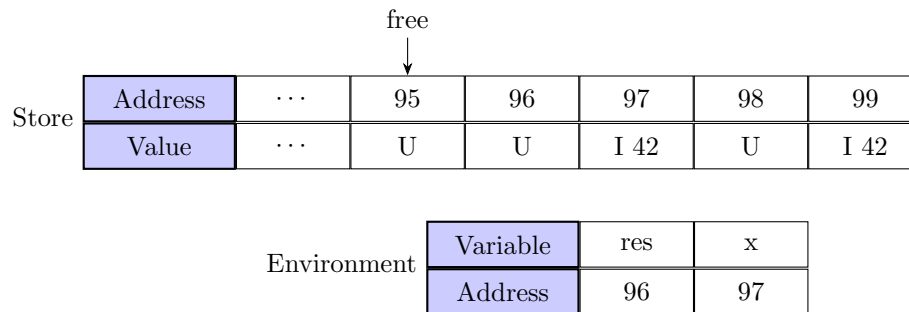 free
Store
Address ··· 95 96 97 98 99
Value ··· U U I 42 U I 42
Environment
Variable res x
Address 96 97